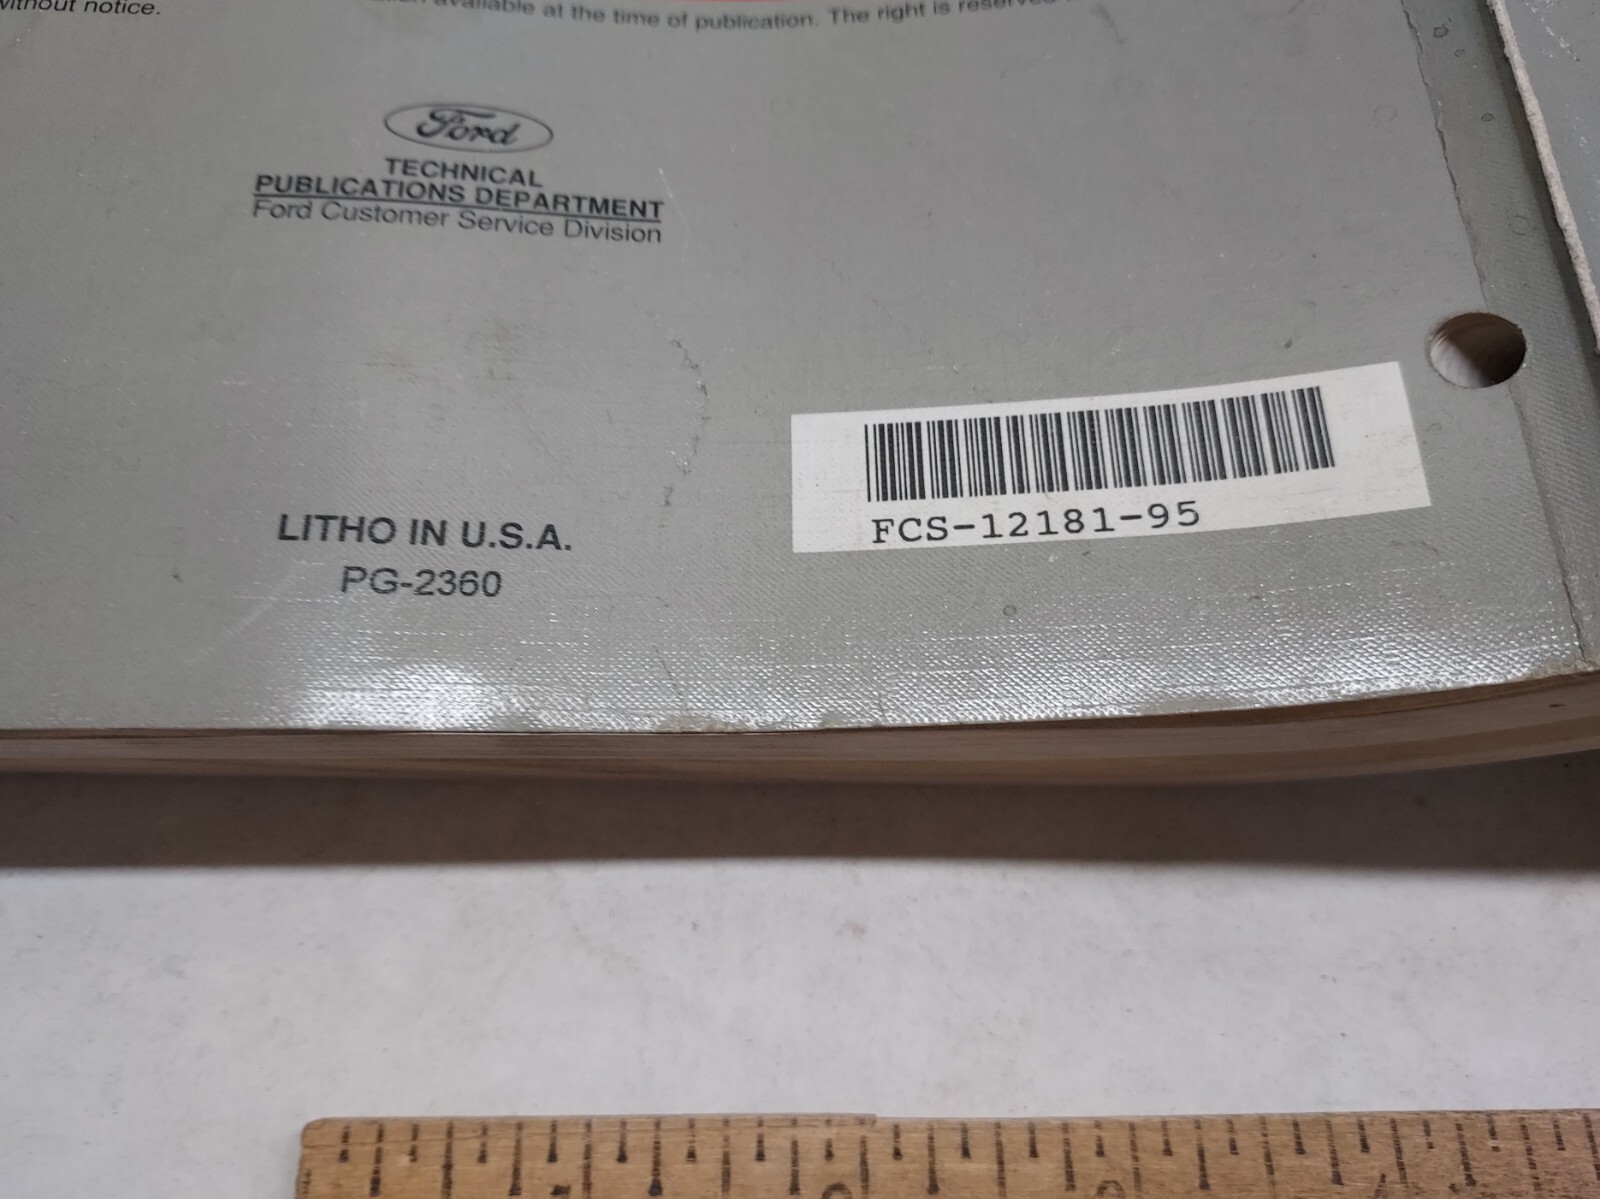 without notice.
available at the time of publication. The right is reserved
Ford
TECHNICAL
PUBLICATIONS DEPARTMENT
Ford Customer Service Division
FCS-12181-95
LITHO IN U.S.A.
PG-2360